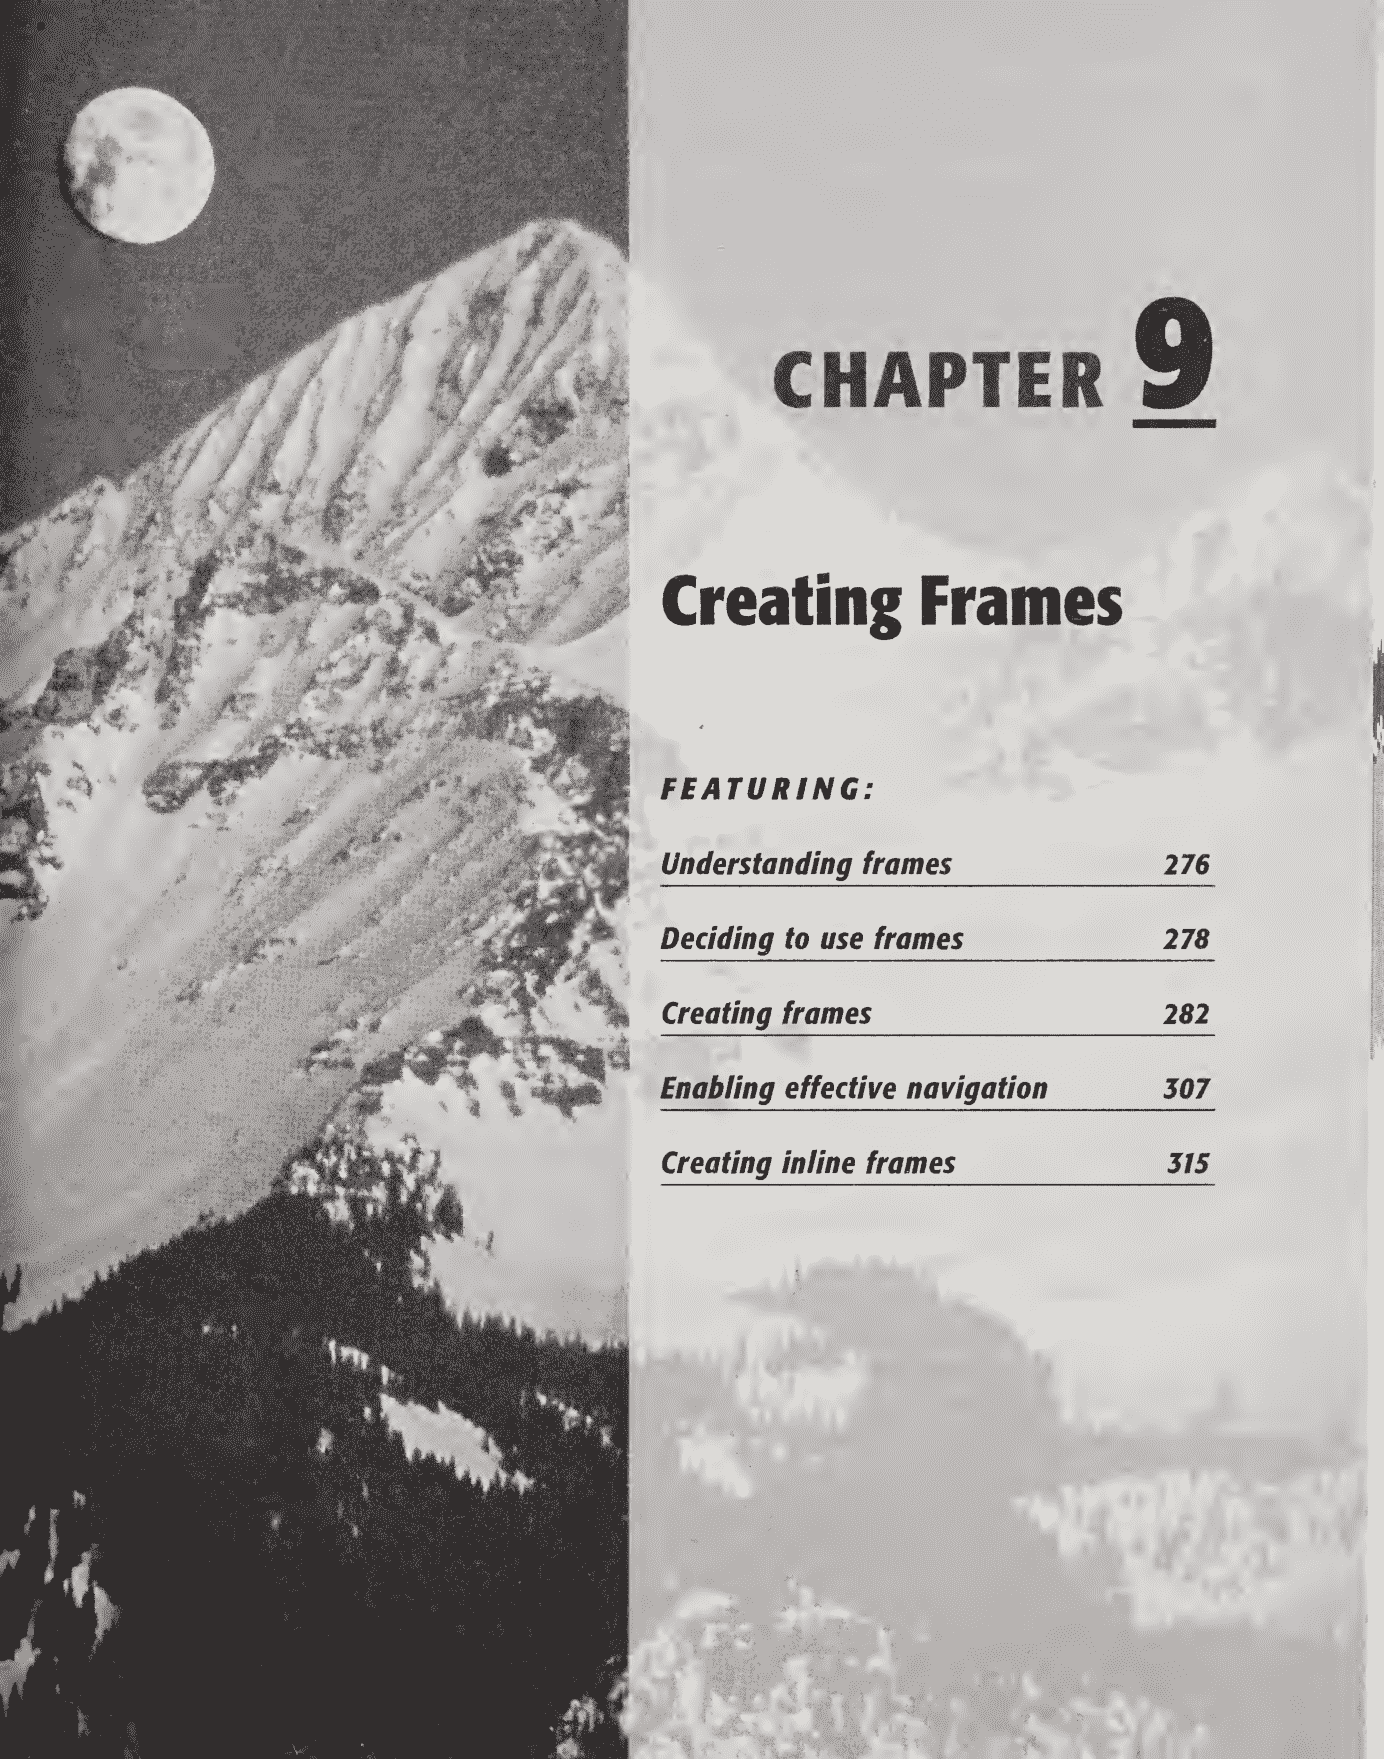 CHAPTER 9
Creating Frames
FEATURING:
Understanding frames 276
Deciding to use frames 278
Creating frames 282
Enabling effective navigation 307
Creating inline frames 315